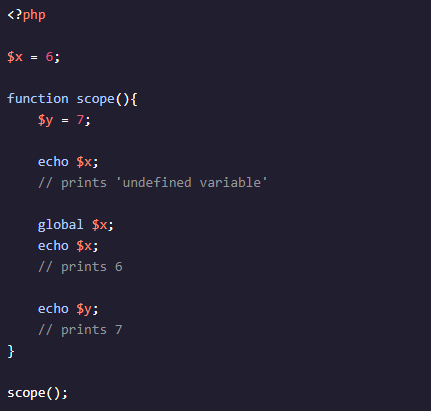 <?php
$x = 6;
function scope(){
    $y = 7;
    echo $x;
    // prints 'undefined variable'
    global $x;
    echo $x;
    // prints 6
    echo $y;
    // prints 7
}
scope();